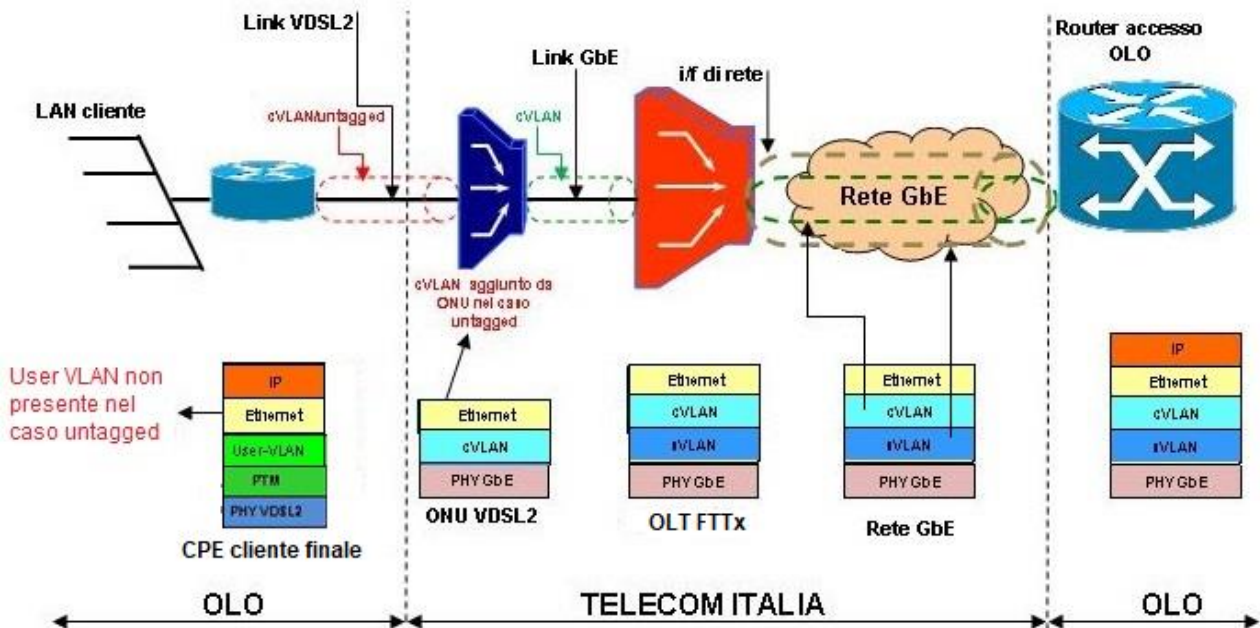 Link VDSL2
Router accesso
OLO
Link GbE
i/f di rete
LAN cliente
cVLAN/untagged
cVLAN
Rete GbE
cVLAN aggiunto da
ONU nel caso
untagged
User VLAN non
presente nel
caso untagged
IP
Ethernet
User-VLAN
PTM
PHY VDSL2
CPE cliente finale
Ethernet
cVLAN
PHY GbE
ONU VDSL2
Ethernet
cVLAN
sVLAN
PHY GbE
OLT FTTx
Ethernet
cVLAN
sVLAN
PHY GbE
Rete GbE
IP
Ethernet
cVLAN
sVLAN
PHY GbE
OLO
TELECOM ITALIA
OLO